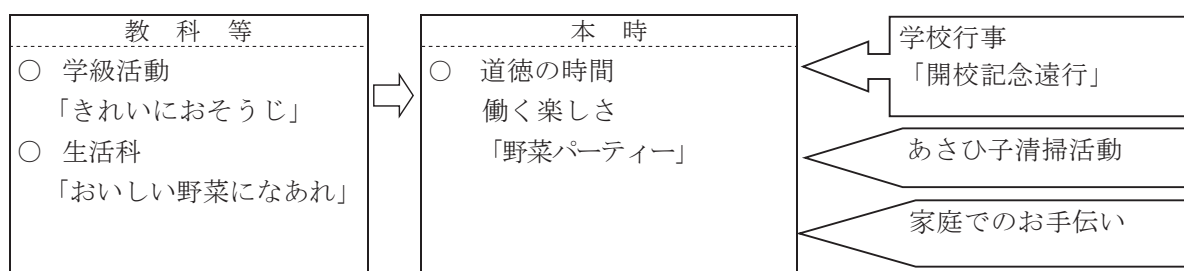 教 科 等
○ 学級活動
「きれいにおそうじ」
○ 生活科
「おいしい野菜になあれ」
本 時
○ 道徳の時間
働く楽しさ
「野菜パーティー」
学校行事
「開校記念遠行」
あさひ子清掃活動
家庭でのお手伝い